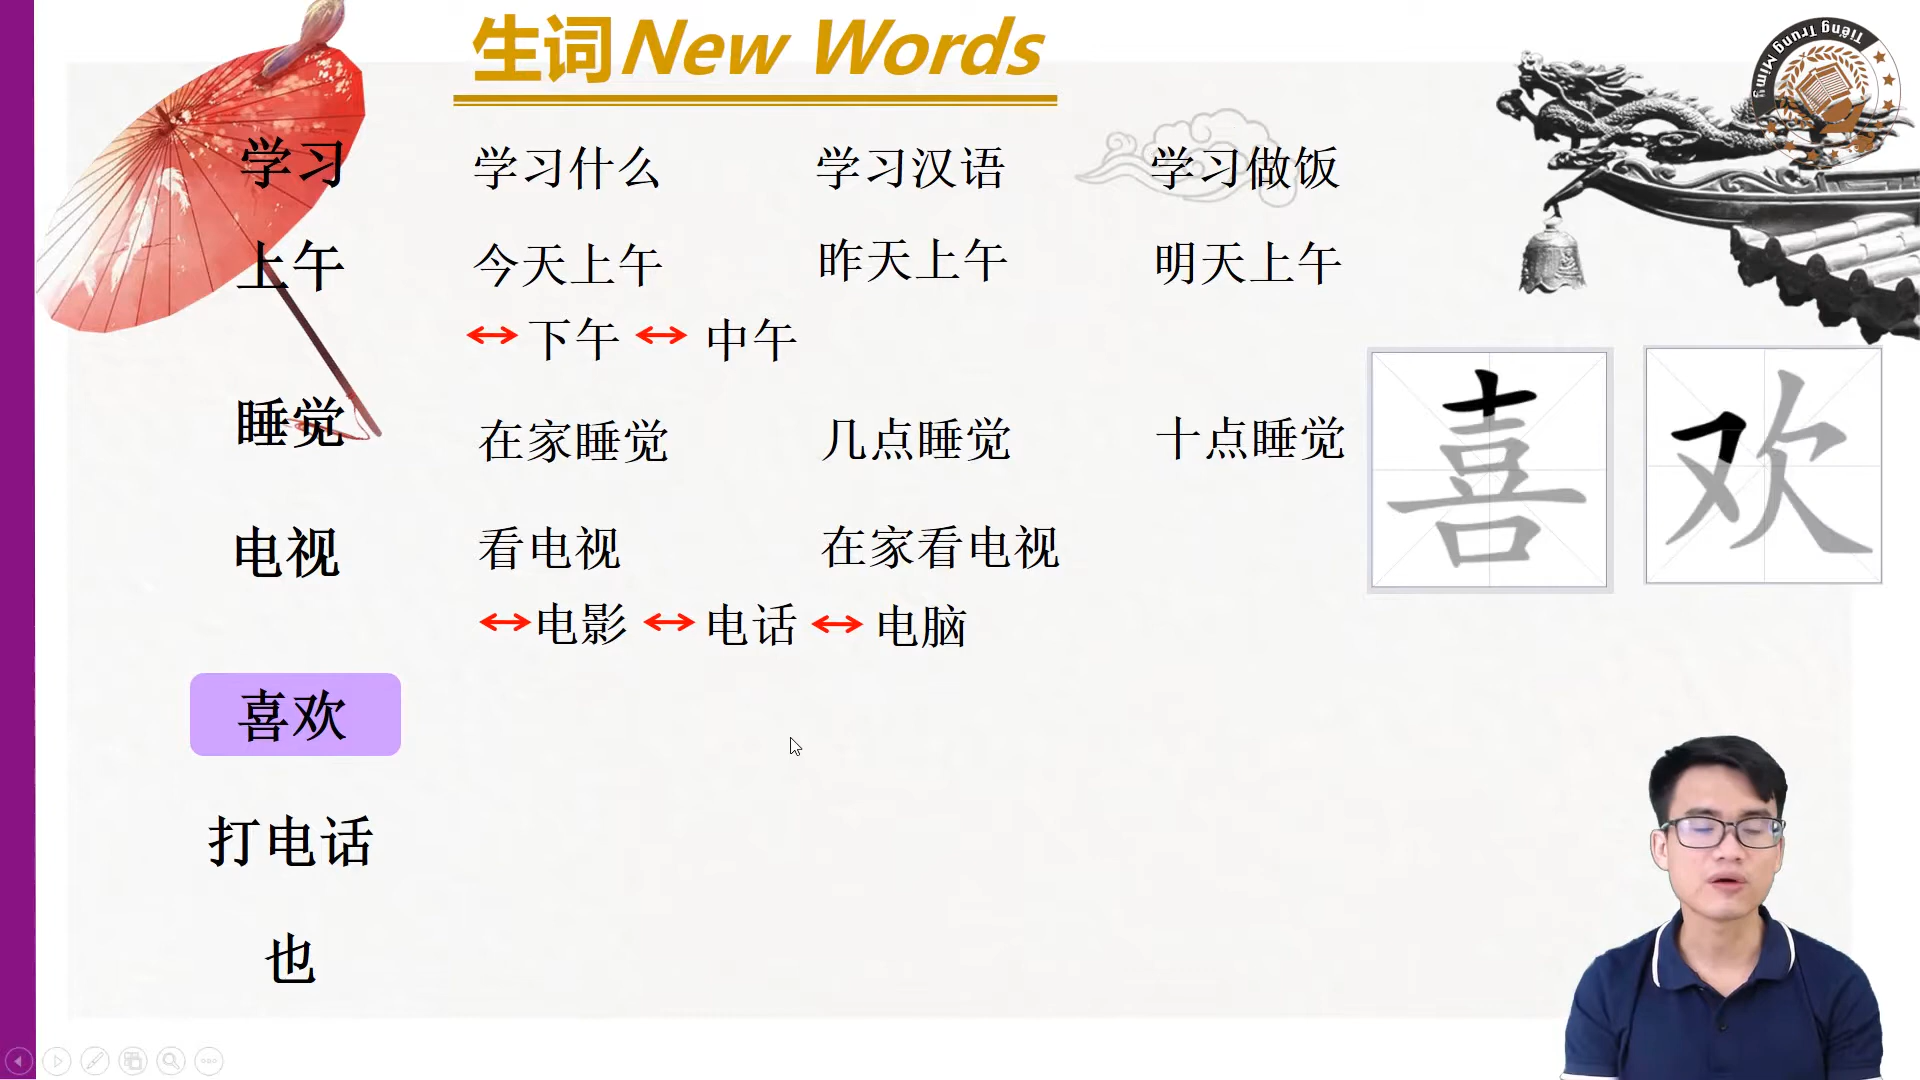 生词New Words
Tiếng Trung Mimy
学习 学习什么 学习汉语 学习做饭
上午 今天上午 昨天上午 明天上午
↔下午 ↔ 中午
睡觉 在家睡觉 几点睡觉 十点睡觉
喜 欢
电视 看电视 在家看电视
↔电影 ↔ 电话 ↔ 电脑
喜欢
打电话
也